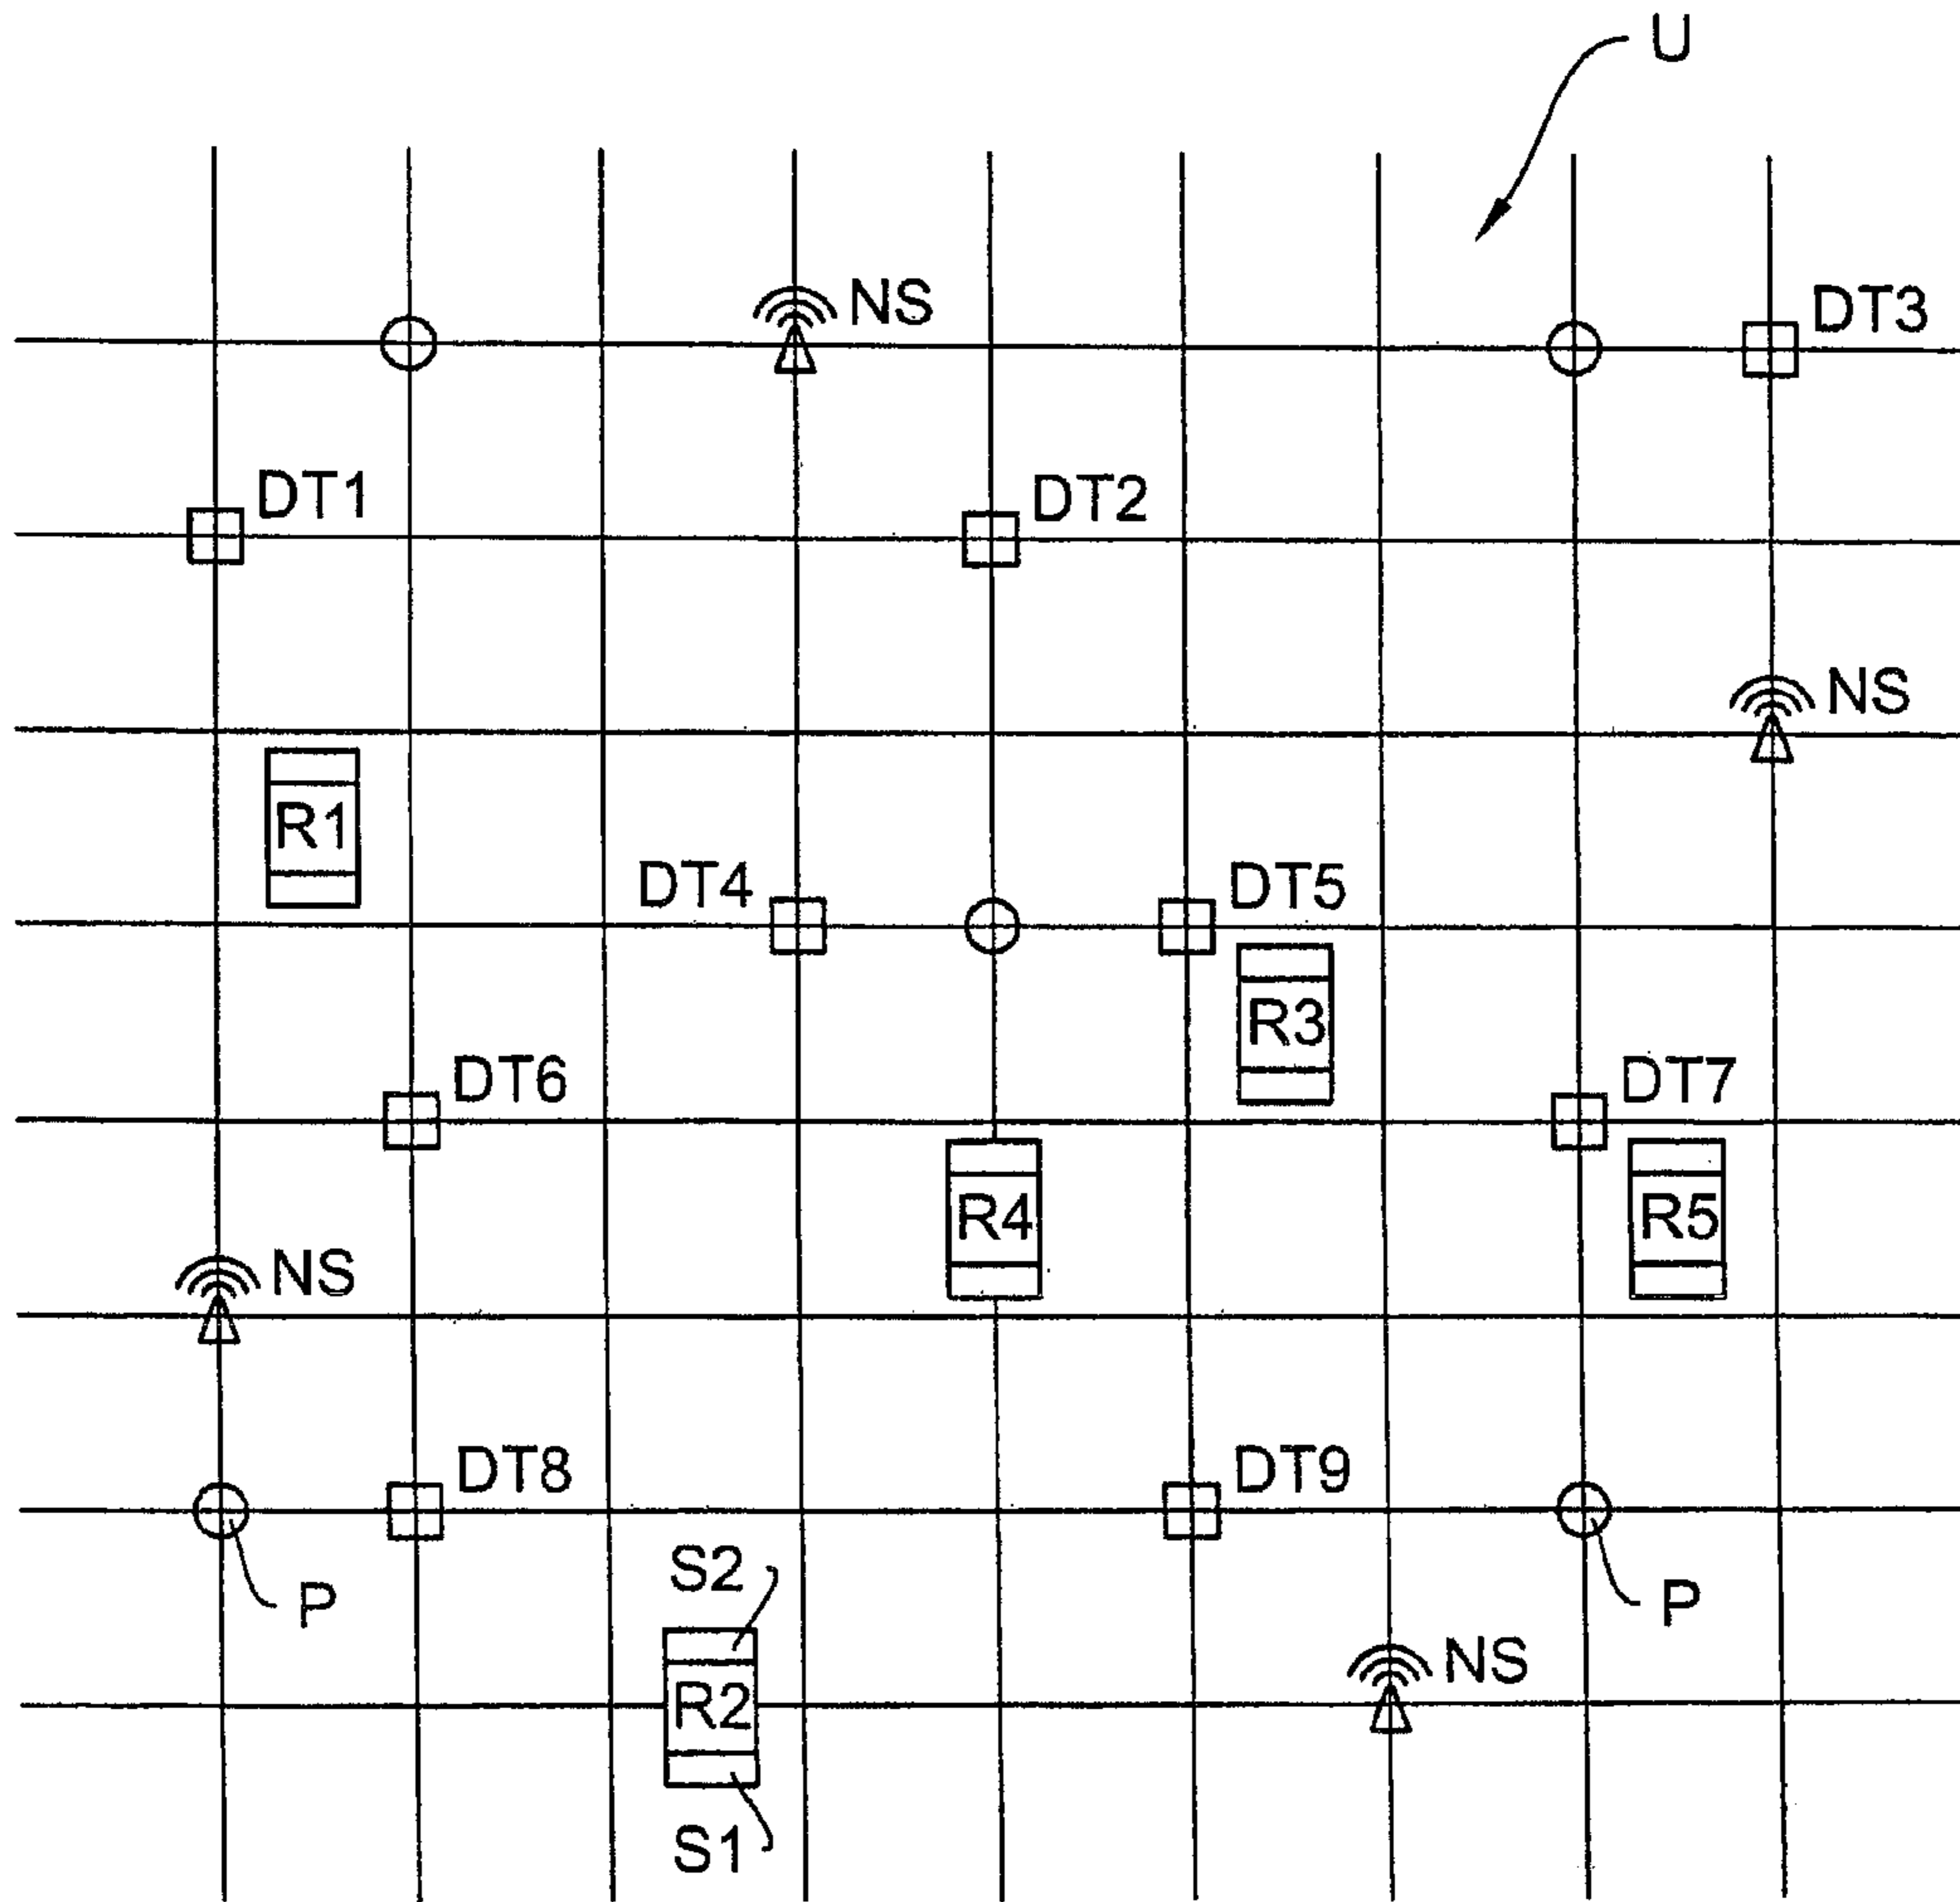 U
NS
DT3
DT1
DT2
NS
R1
DT4
DT5
R3
DT6
DT7
R4
R5
NS
DT8
DT9
S2
P
P
NS
R2
S1